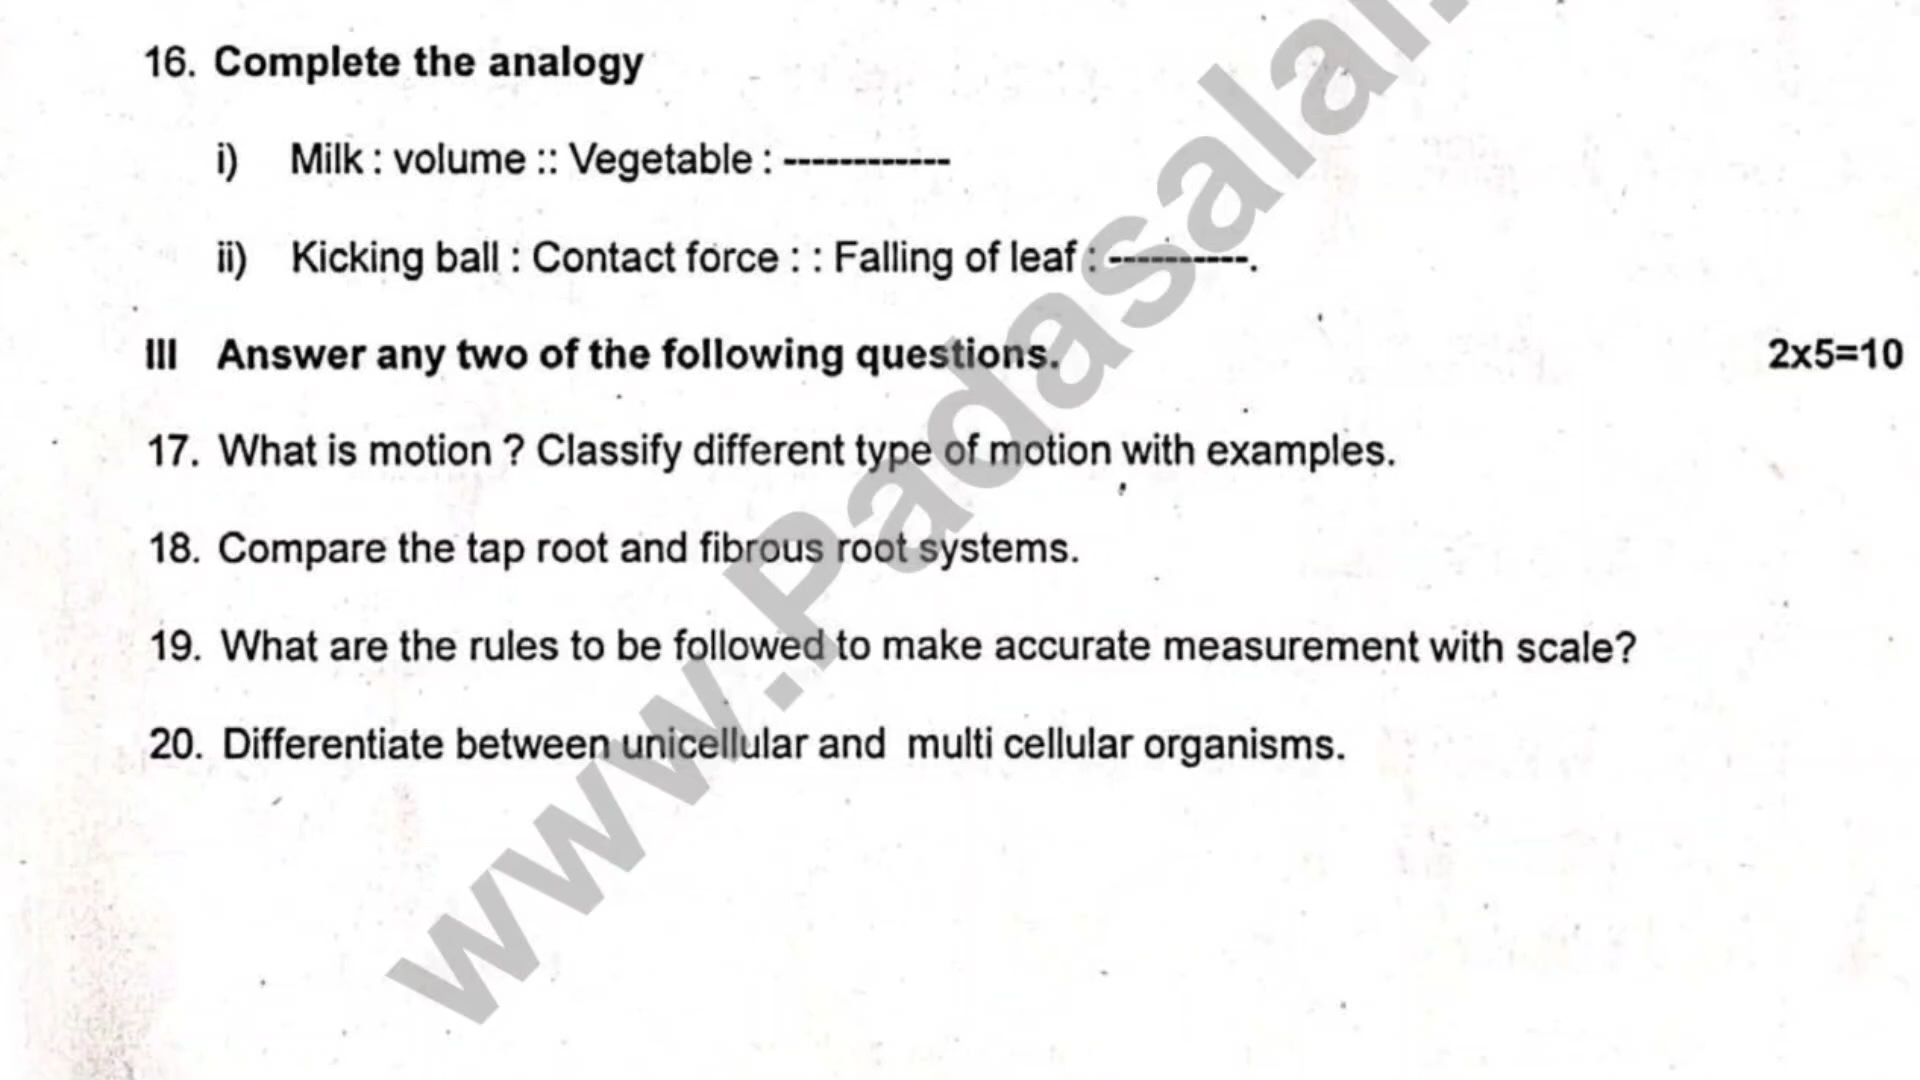 16. Complete the analogy
i) Milk : volume :: Vegetable : ------------
ii) Kicking ball : Contact force : : Falling of leaf : ----------.
III Answer any two of the following questions. 2x5=10
17. What is motion ? Classify different type of motion with examples.
18. Compare the tap root and fibrous root systems.
19. What are the rules to be followed to make accurate measurement with scale?
20. Differentiate between unicellular and multi cellular organisms.
www.Padasalai.